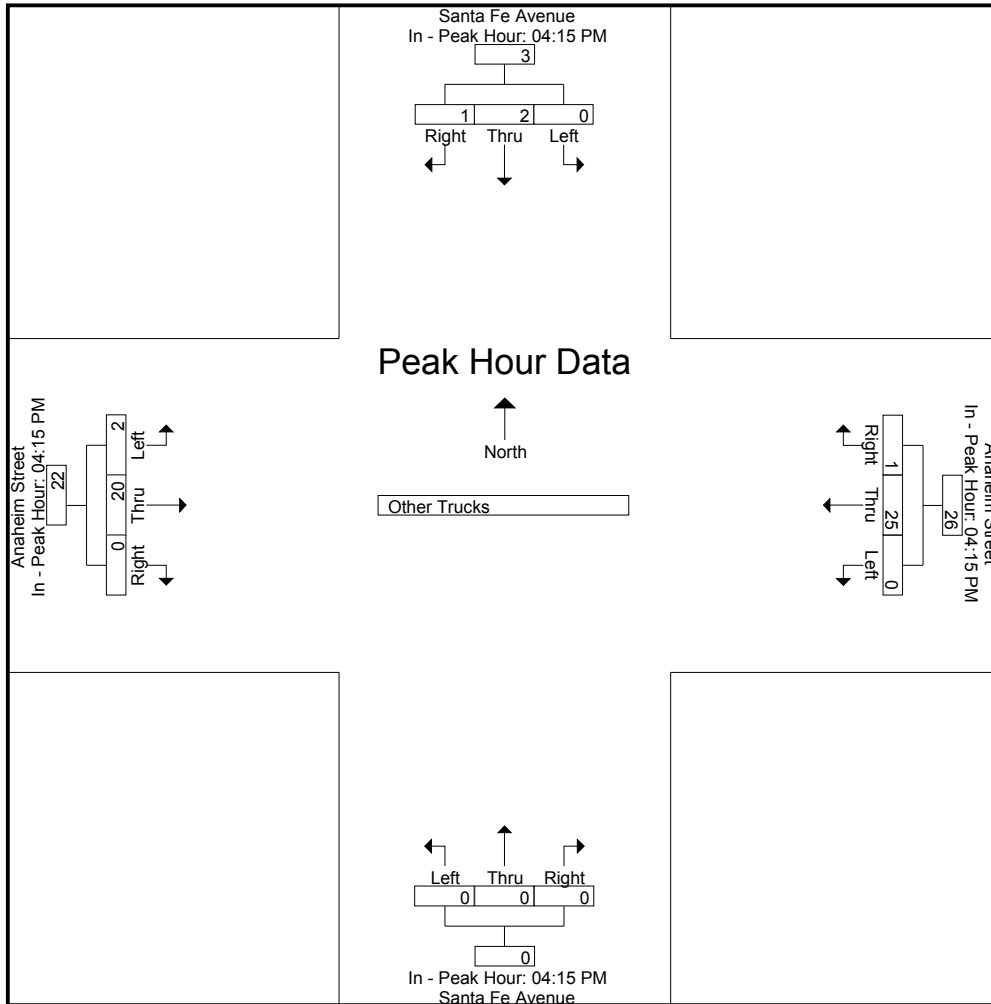 Santa Fe Avenue
In - Peak Hour: 04:15 PM
3
1 2 0
Right Thru Left
Peak Hour Data
North
Other Trucks
Anaheim Street
In - Peak Hour: 04:15 PM
22
2 20 0
Left Thru Right
Anaheim Street
In - Peak Hour: 04:15 PM
26
1 25 0
Right Thru Left
Left Thru Right
0 0 0
0
In - Peak Hour: 04:15 PM
Santa Fe Avenue